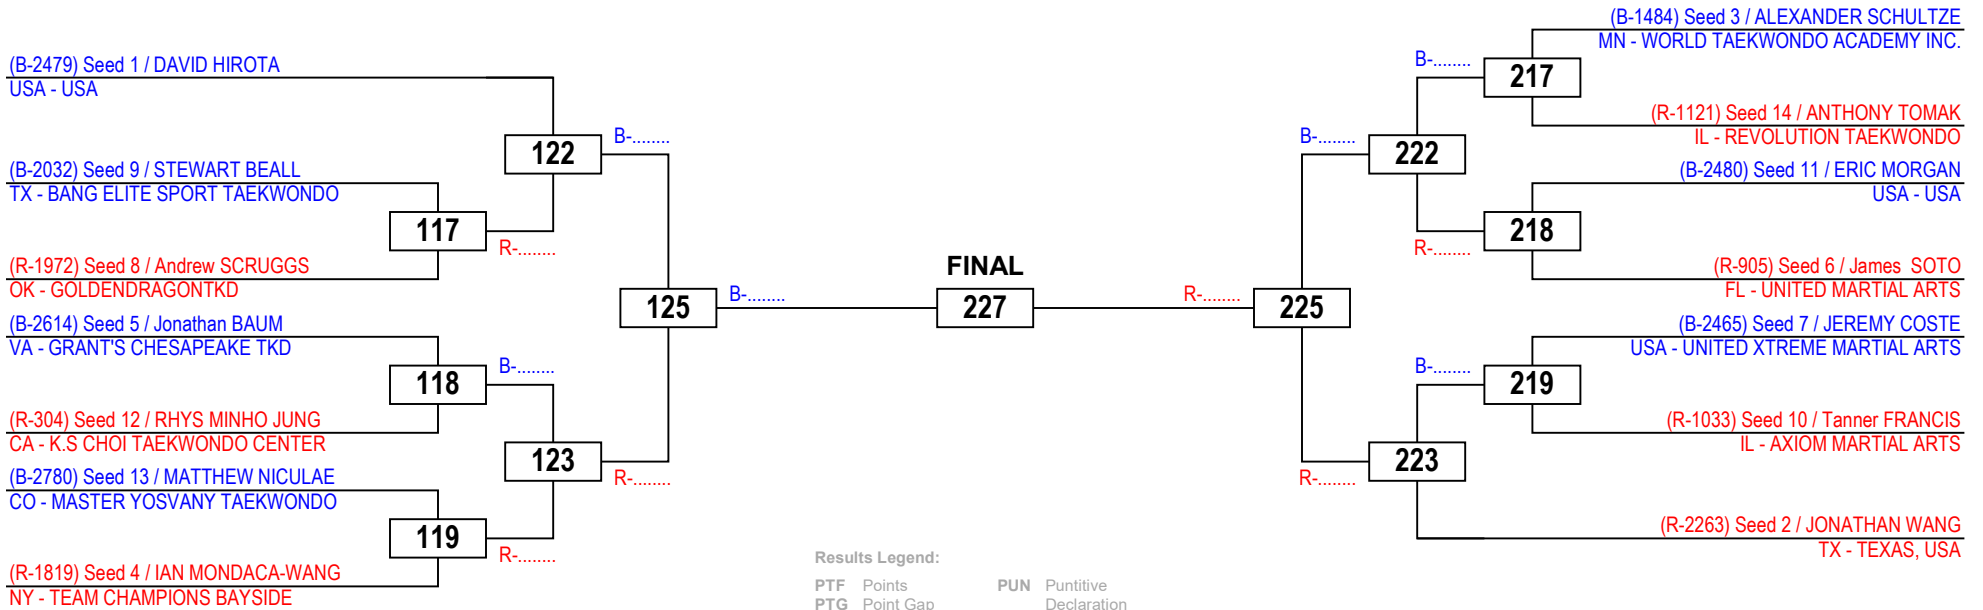 (B-2479) Seed 1 / DAVID HIROTA
USA - USA
(B-2032) Seed 9 / STEWART BEALL
TX - BANG ELITE SPORT TAEKWONDO
(R-1972) Seed 8 / Andrew SCRUGGS
OK - GOLDENDRAGONTKD
(B-2614) Seed 5 / Jonathan BAUM
VA - GRANT'S CHESAPEAKE TKD
(R-304) Seed 12 / RHYS MINHO JUNG
CA - K.S CHOI TAEKWONDO CENTER
(B-2780) Seed 13 / MATTHEW NICULAE
CO - MASTER YOSVANY TAEKWONDO
(R-1819) Seed 4 / IAN MONDACA-WANG
NY - TEAM CHAMPIONS BAYSIDE
117
R-........
118
B-........
119
R-........
122
B-........
123
R-........
125
B-........
FINAL
227
R-........
225
B-........
222
R-........
223
B-........
217
R-........
218
B-........
219
(B-1484) Seed 3 / ALEXANDER SCHULTZE
MN - WORLD TAEKWONDO ACADEMY INC.
(R-1121) Seed 14 / ANTHONY TOMAK
IL - REVOLUTION TAEKWONDO
(B-2480) Seed 11 / ERIC MORGAN
USA - USA
(R-905) Seed 6 / James  SOTO
FL - UNITED MARTIAL ARTS
(B-2465) Seed 7 / JEREMY COSTE
USA - UNITED XTREME MARTIAL ARTS
(R-1033) Seed 10 / Tanner FRANCIS
IL - AXIOM MARTIAL ARTS
(R-2263) Seed 2 / JONATHAN WANG
TX - TEXAS, USA
Results Legend:
PTF Points PUN Puntitive
PTG Point Gap Declaration